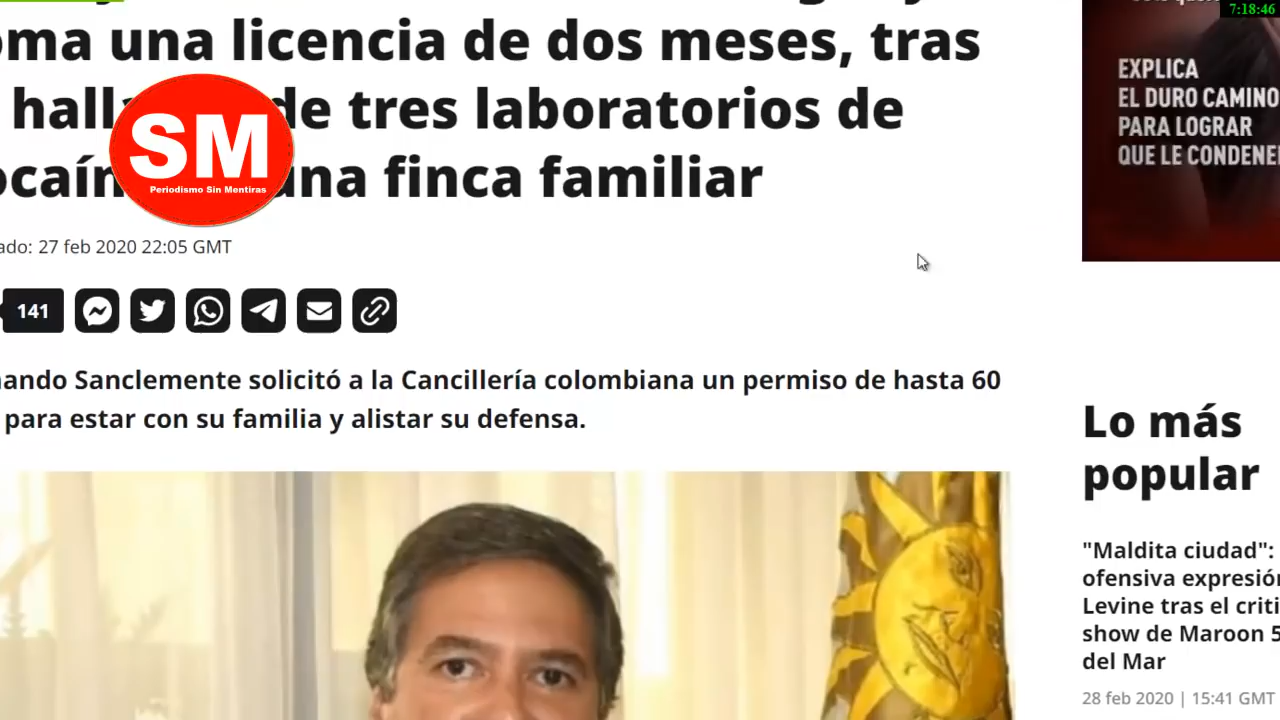 oma una licencia de dos meses, tras
hall de tres laboratorios de
ocaín una finca familiar
SM
Periodismo Sin Mentiras
ado: 27 feb 2020 22:05 GMT
141
nando Sanclemente solicitó a la Cancillería colombiana un permiso de hasta 60
para estar con su familia y alistar su defensa.
7:18:46
EXPLICA
EL DURO CAMINO
PARA LOGRAR
QUE LE CONDENE
Lo más
popular
"Maldita ciudad":
ofensiva expresión
Levine tras el criti
show de Maroon 5
del Mar
28 feb 2020 | 15:41 GMT